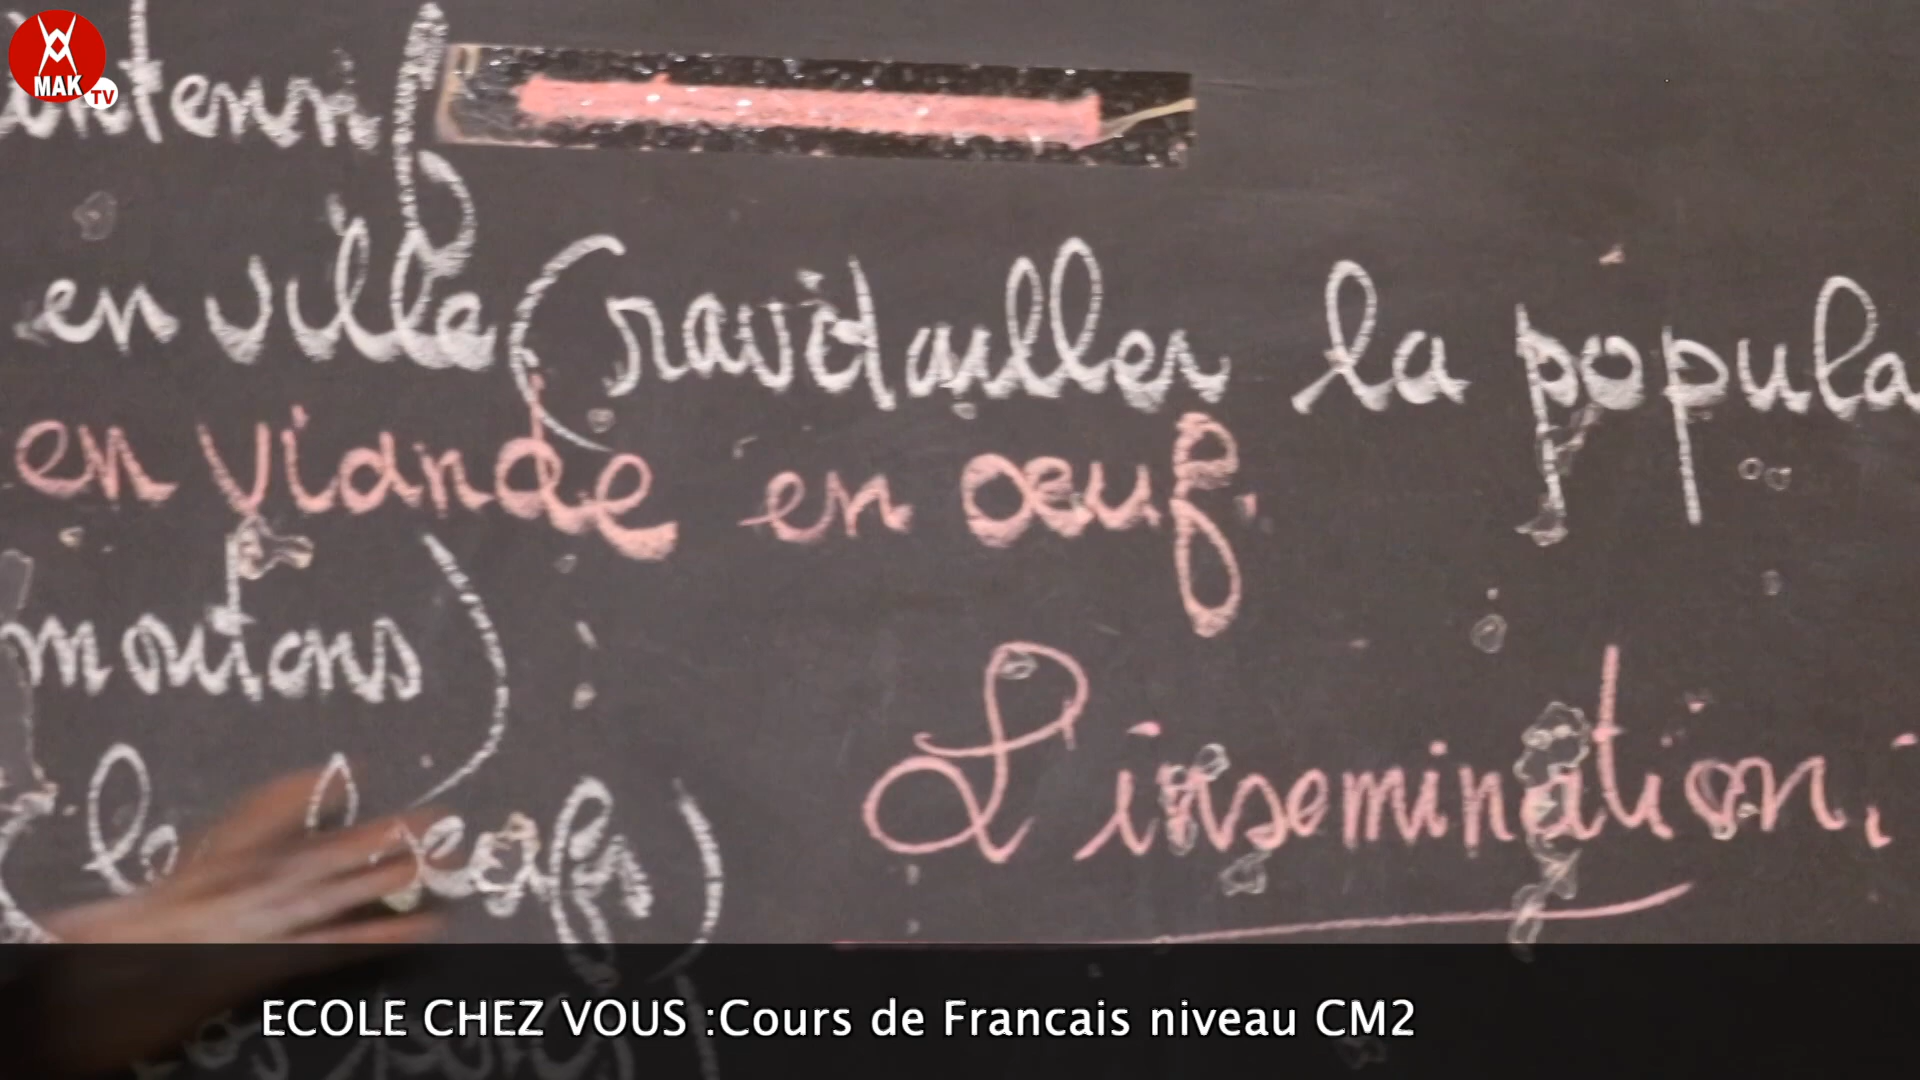 MAK TV
en ville (ravitailler la popula
en viande en œuf.
moutons)
L'insemination.
ECOLE CHEZ VOUS :Cours de Francais niveau CM2